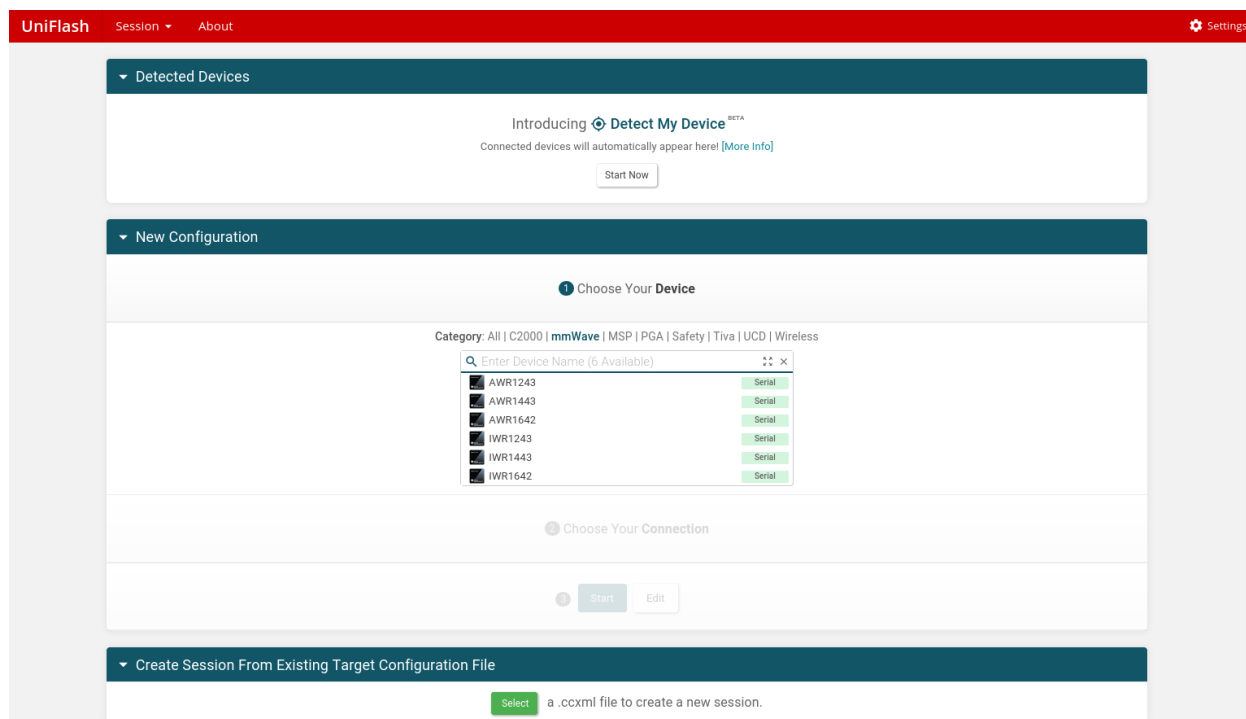 UniFlash Session About Settings
Detected Devices
Introducing Detect My Device BETA
Connected devices will automatically appear here! [More Info]
Start Now
New Configuration
1 Choose Your Device
Category: All | C2000 | mmWave | MSP | PGA | Safety | Tiva | UCD | Wireless
Enter Device Name (6 Available)
AWR1243 Serial
AWR1443 Serial
AWR1642 Serial
IWR1243 Serial
IWR1443 Serial
IWR1642 Serial
2 Choose Your Connection
3 Start Edit
Create Session From Existing Target Configuration File
Select a .ccxml file to create a new session.